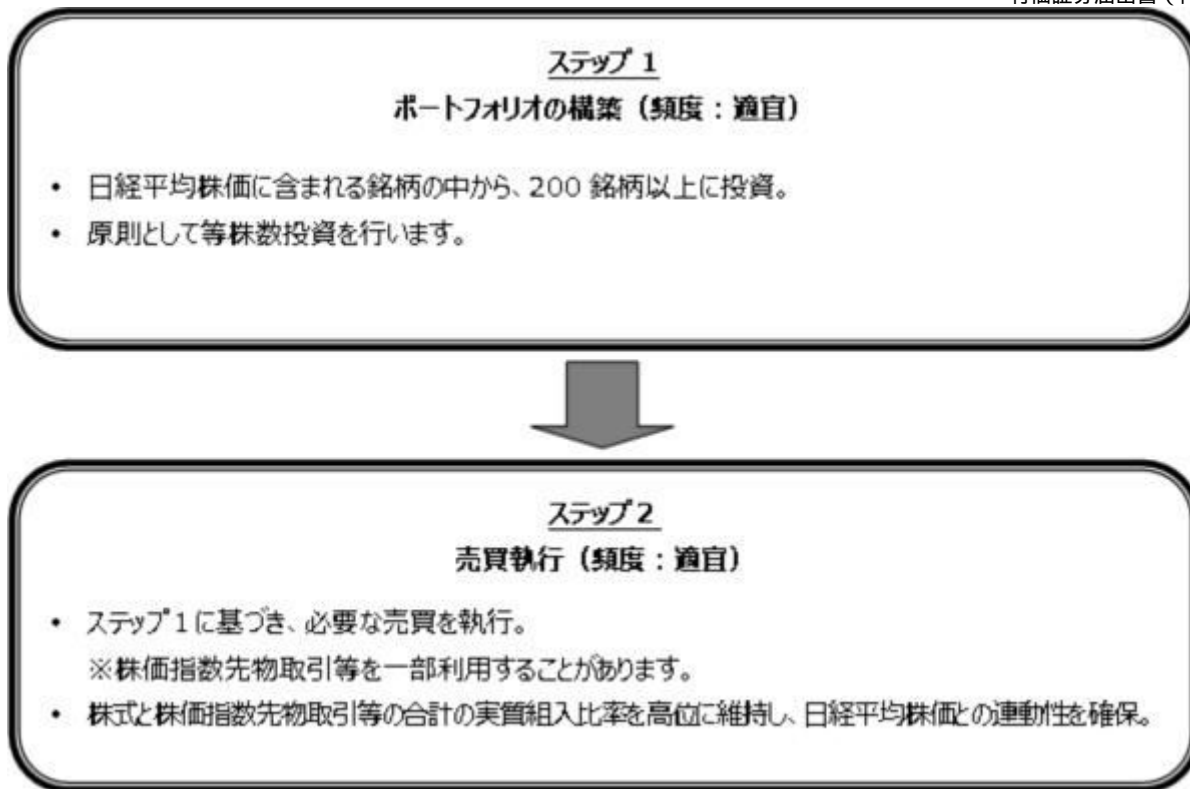 ステップ 1
ポートフォリオの構築（頻度：適宜）
• 日経平均株価に含まれる銘柄の中から、200 銘柄以上に投資。
• 原則として等株数投資を行います。
ステップ 2
売買執行（頻度：適宜）
• ステップ 1 に基づき、必要な売買を執行。
※株価指数先物取引等を一部利用することがあります。
• 株式と株価指数先物取引等の合計の実質組入比率を高位に維持し、日経平均株価との連動性を確保。